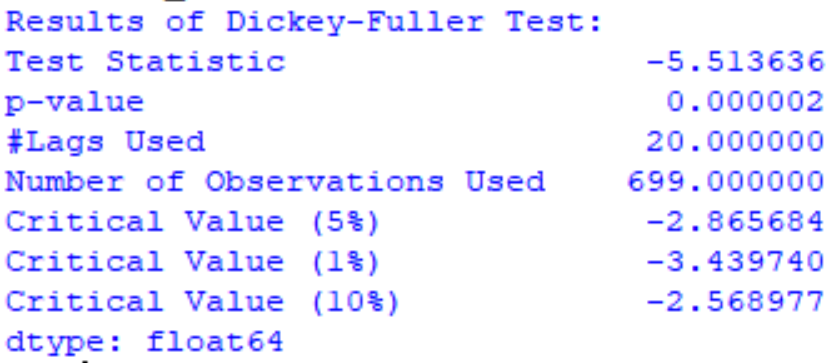 Results of Dickey-Fuller Test:
Test Statistic -5.513636
p-value 0.000002
#Lags Used 20.000000
Number of Observations Used 699.000000
Critical Value (5%) -2.865684
Critical Value (1%) -3.439740
Critical Value (10%) -2.568977
dtype: float64